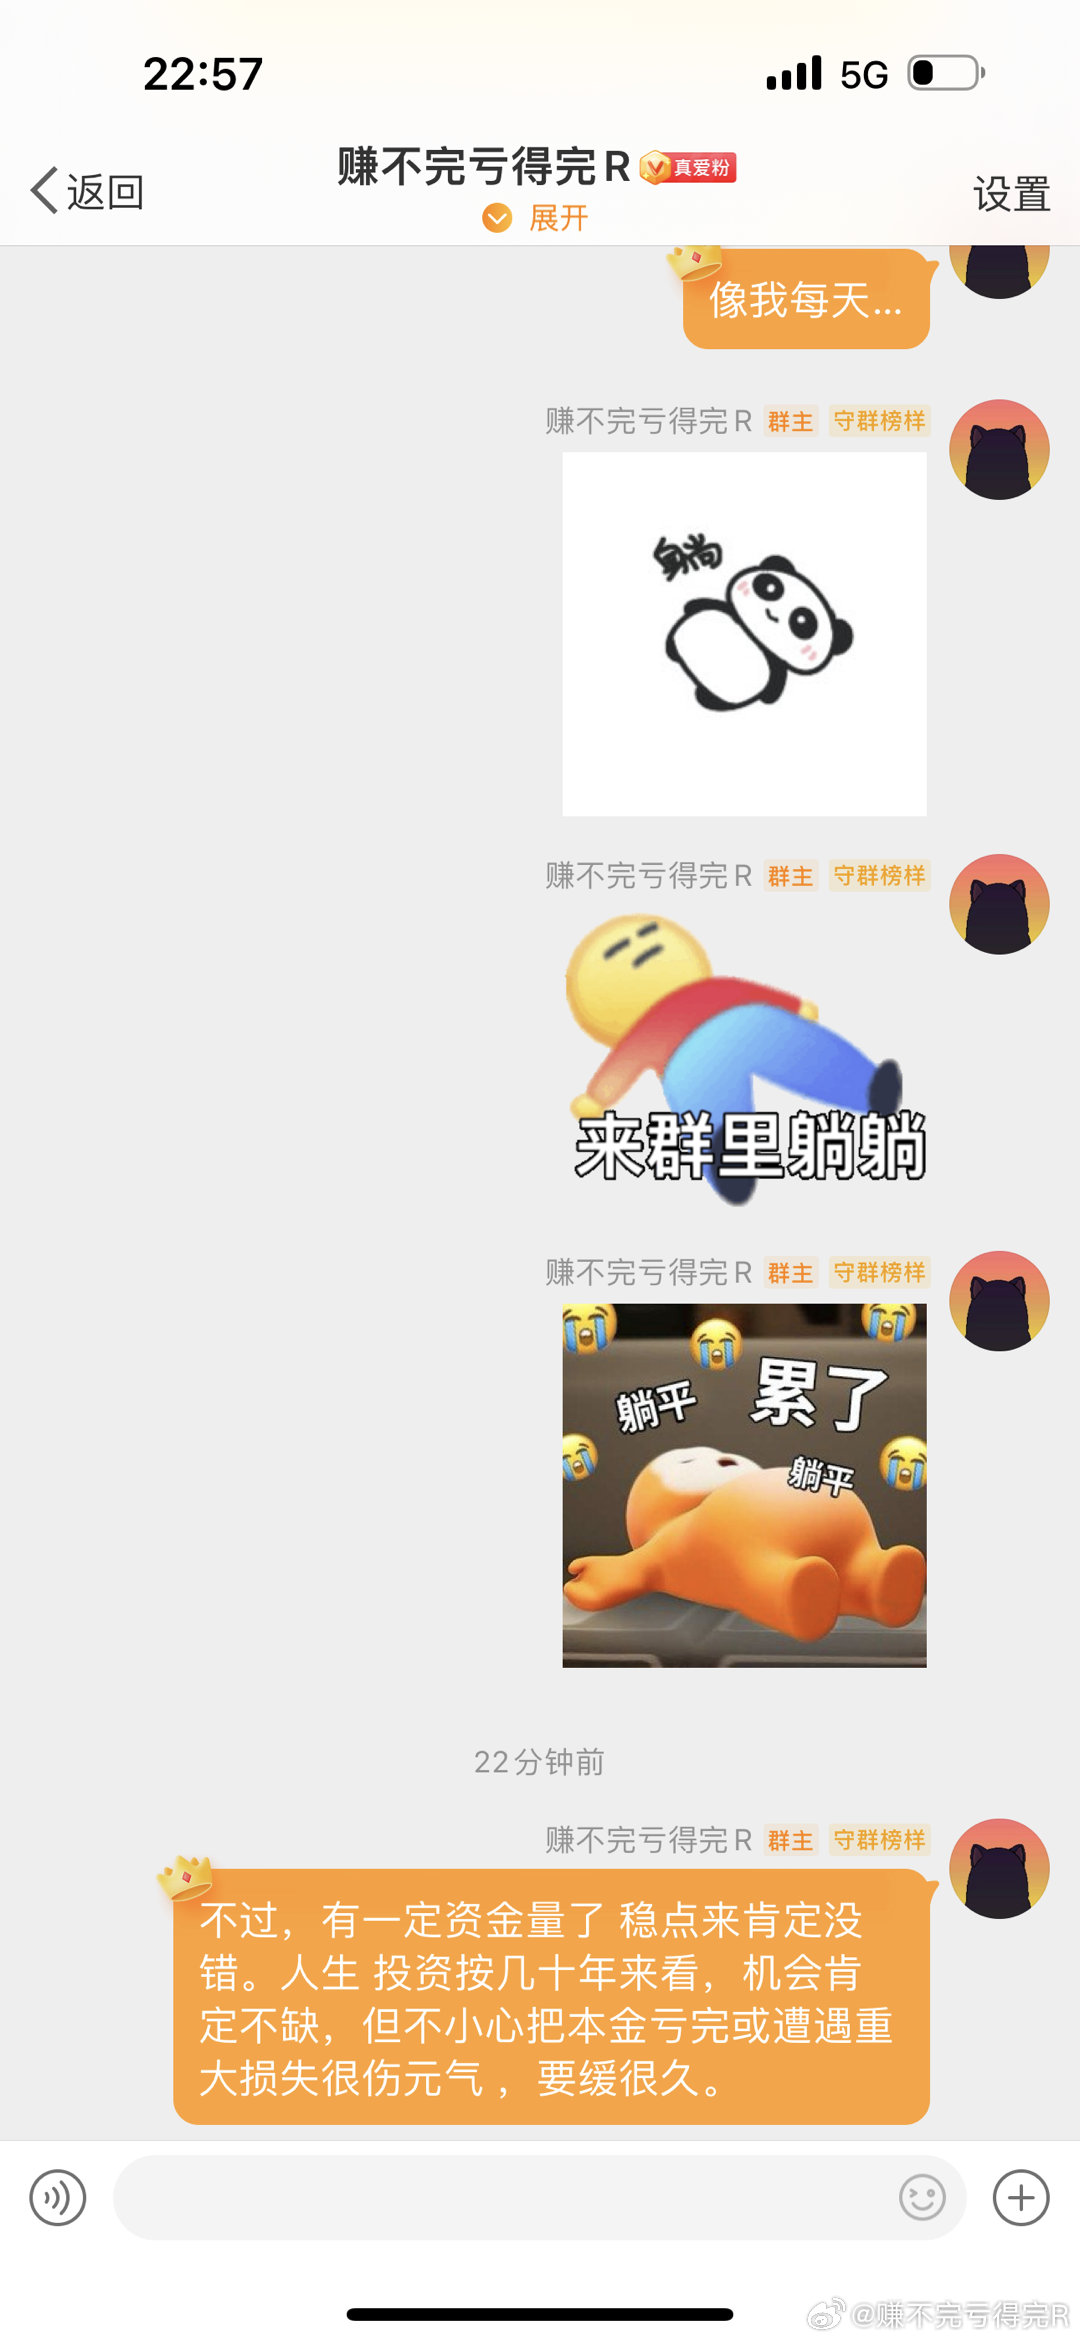 22:57
5G
返回
赚不完亏得完R
真爱粉
展开
设置
像我每天...
赚不完亏得完R 群主 守群榜样
躺
赚不完亏得完R 群主 守群榜样
来群里躺躺
赚不完亏得完R 群主 守群榜样
累了
躺平
躺平
22分钟前
赚不完亏得完R 群主 守群榜样
不过，有一定资金量了 稳点来肯定没
错。人生 投资按几十年来看，机会肯
定不缺，但不小心把本金亏完或遭遇重
大损失很伤元气 ，要缓很久。
@赚不完亏得完R